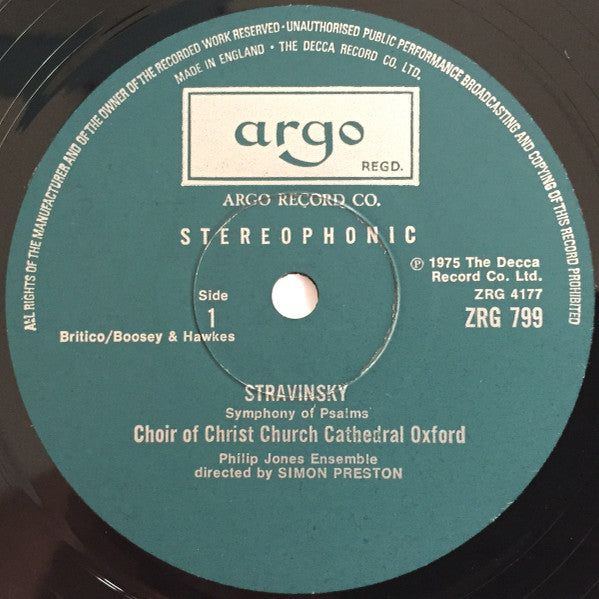 ALL RIGHTS OF THE MANUFACTURER AND OF THE OWNER OF THE RECORDED WORK RESERVED · UNAUTHORISED PUBLIC PERFORMANCE BROADCASTING AND COPYING OF THIS RECORD PROHIBITED
MADE IN ENGLAND · THE DECCA RECORD CO. LTD.
argo
REGD.
ARGO RECORD CO.
STEREOPHONIC
℗ 1975 The Decca
Record Co. Ltd.
ZRG 4177
ZRG 799
Side
1
Britico/Boosey & Hawkes
STRAVINSKY
Symphony of Psalms
Choir of Christ Church Cathedral Oxford
Philip Jones Ensemble
directed by SIMON PRESTON